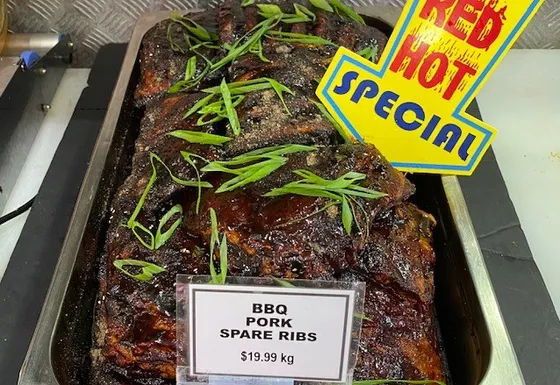 RED
HOT
SPECIAL
BBQ
PORK
SPARE RIBS
$19.99 kg